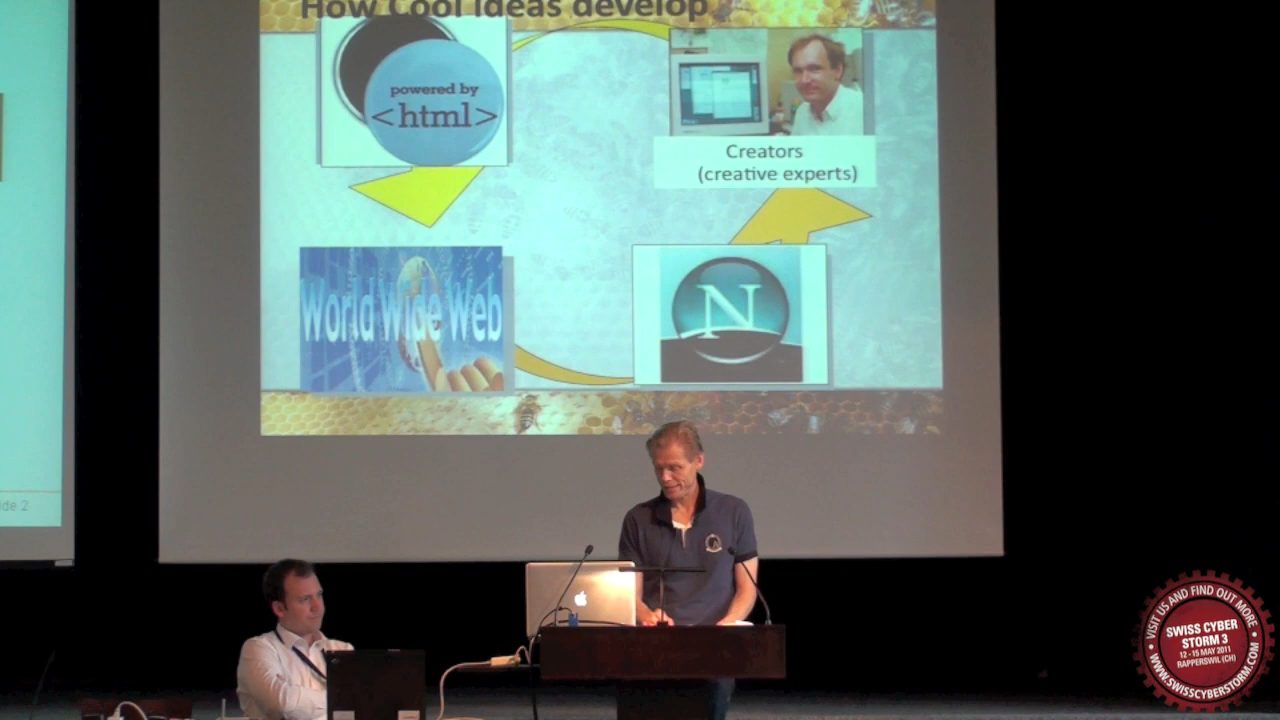 How Cool Ideas develop
powered by
<html>
Creators
(creative experts)
World Wide Web
N
ide 2
VISIT US AND FIND OUT MORE
SWISS CYBER
STORM 3
12 - 15 MAY 2011
RAPPERSWIL (CH)
WWW.SWISSCYBERSTORM.COM